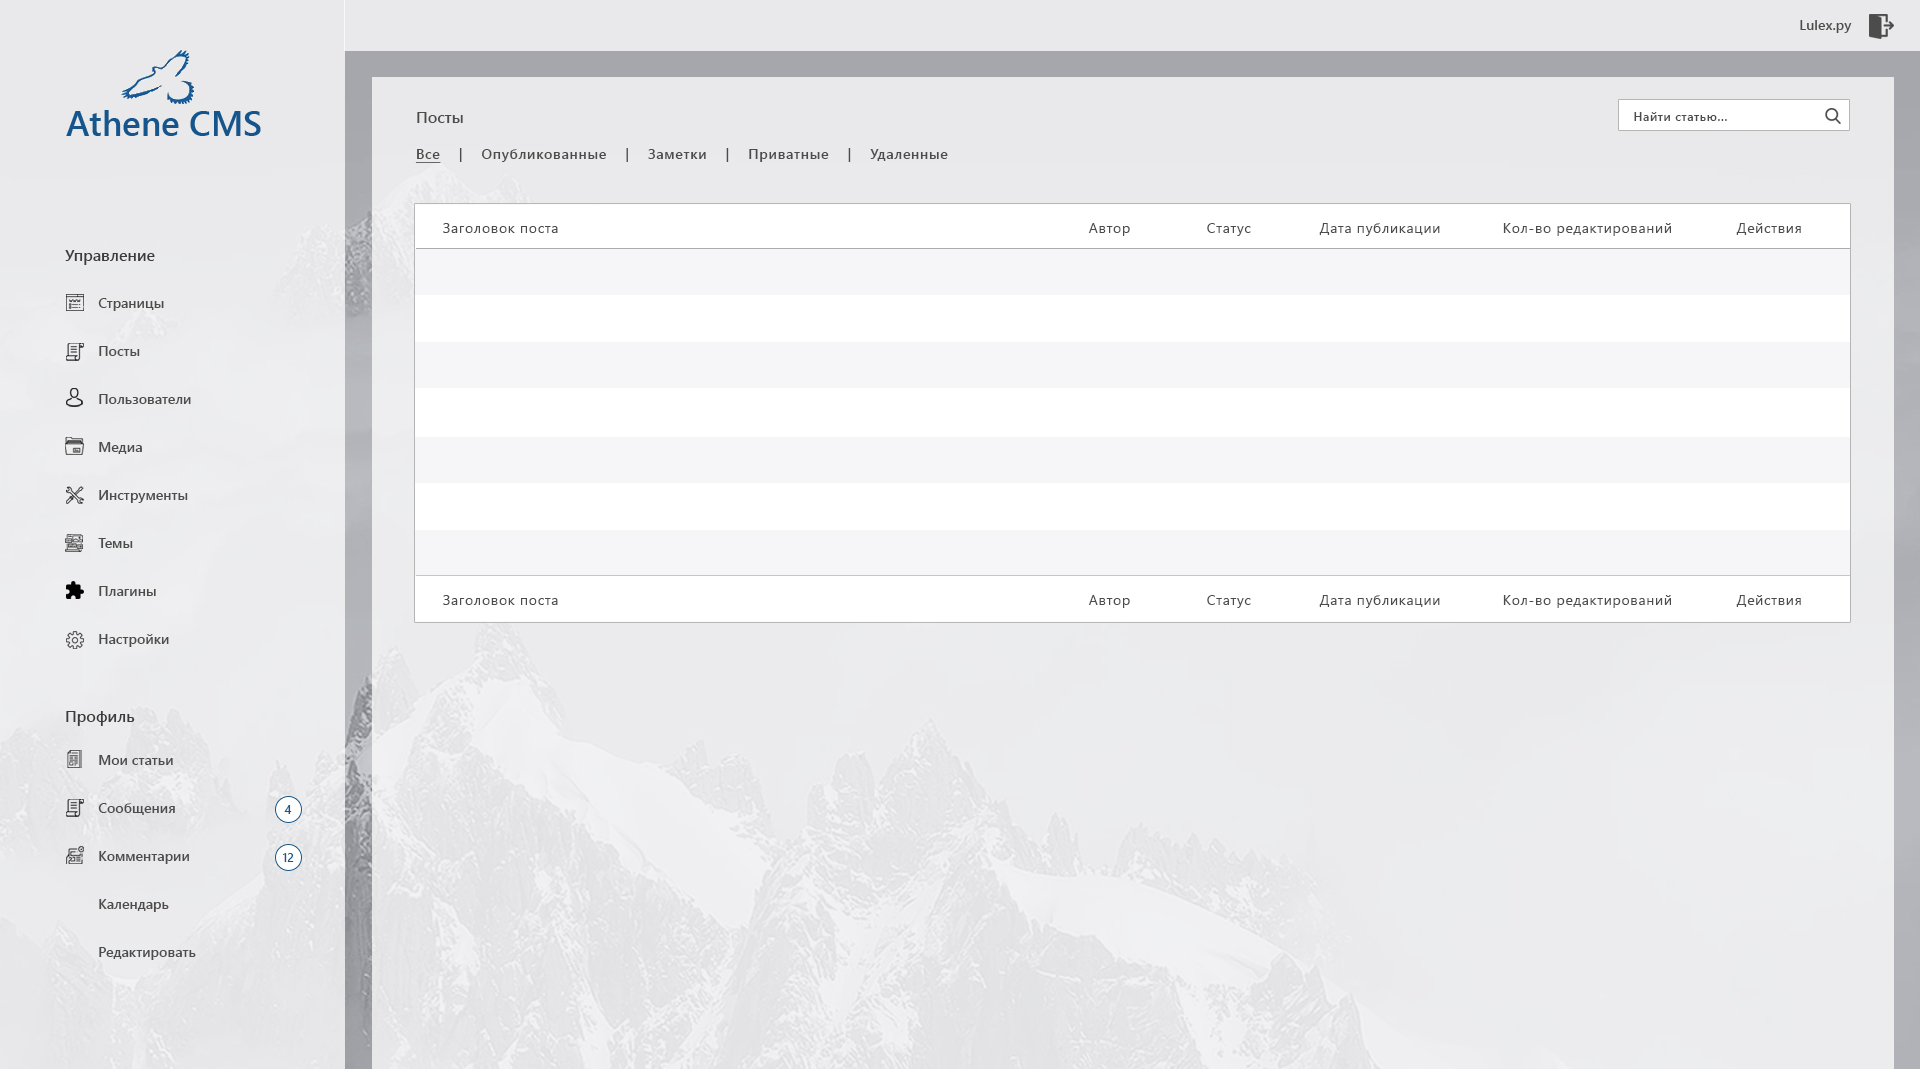 Lulex.py
Athene CMS
Управление
Страницы
Посты
Пользователи
Медиа
Инструменты
Темы
Плагины
Настройки
Профиль
Мои статьи
Сообщения 4
Комментарии 12
Календарь
Редактировать
Посты
Найти статью...
Все | Опубликованные | Заметки | Приватные | Удаленные
Заголовок поста Автор Статус Дата публикации Кол-во редактирований Действия
Заголовок поста Автор Статус Дата публикации Кол-во редактирований Действия